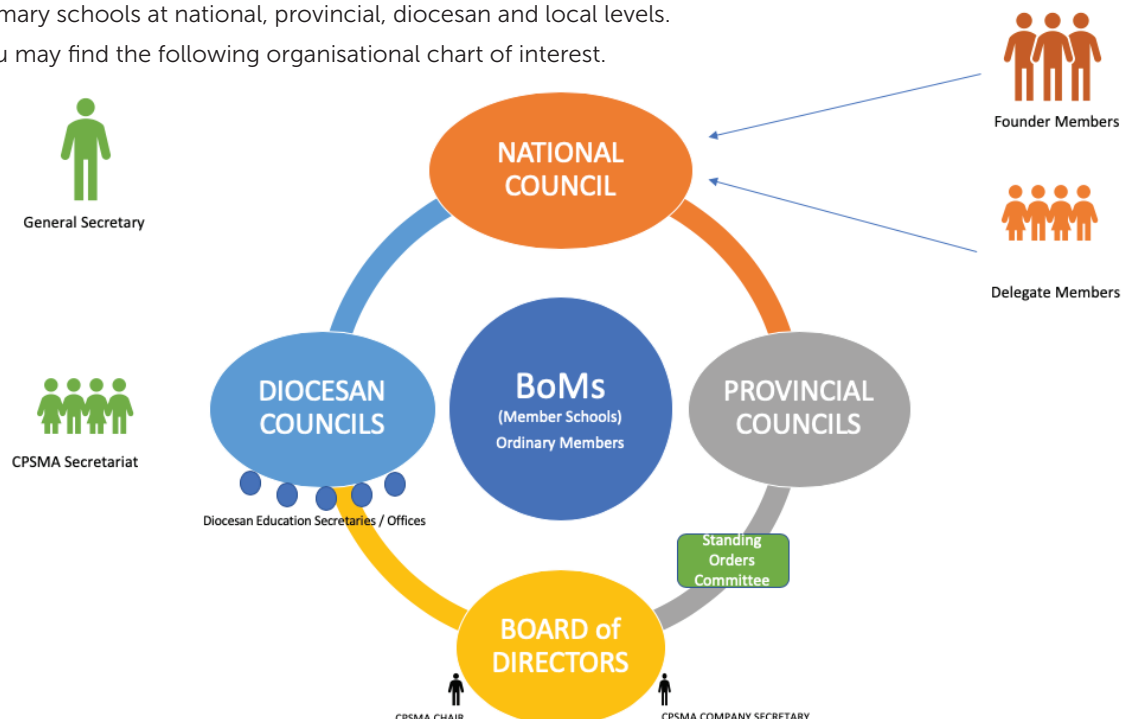 mary schools at national, provincial, diocesan and local levels.
u may find the following organisational chart of interest.
Founder Members
NATIONAL
COUNCIL
General Secretary
Delegate Members
DIOCESAN
COUNCILS
BoMs
(Member Schools)
Ordinary Members
PROVINCIAL
COUNCILS
CPSMA Secretariat
Diocesan Education Secretaries / Offices
Standing
Orders
Committee
BOARD of
DIRECTORS
CPSMA CHAIR
CPSMA COMPANY SECRETARY